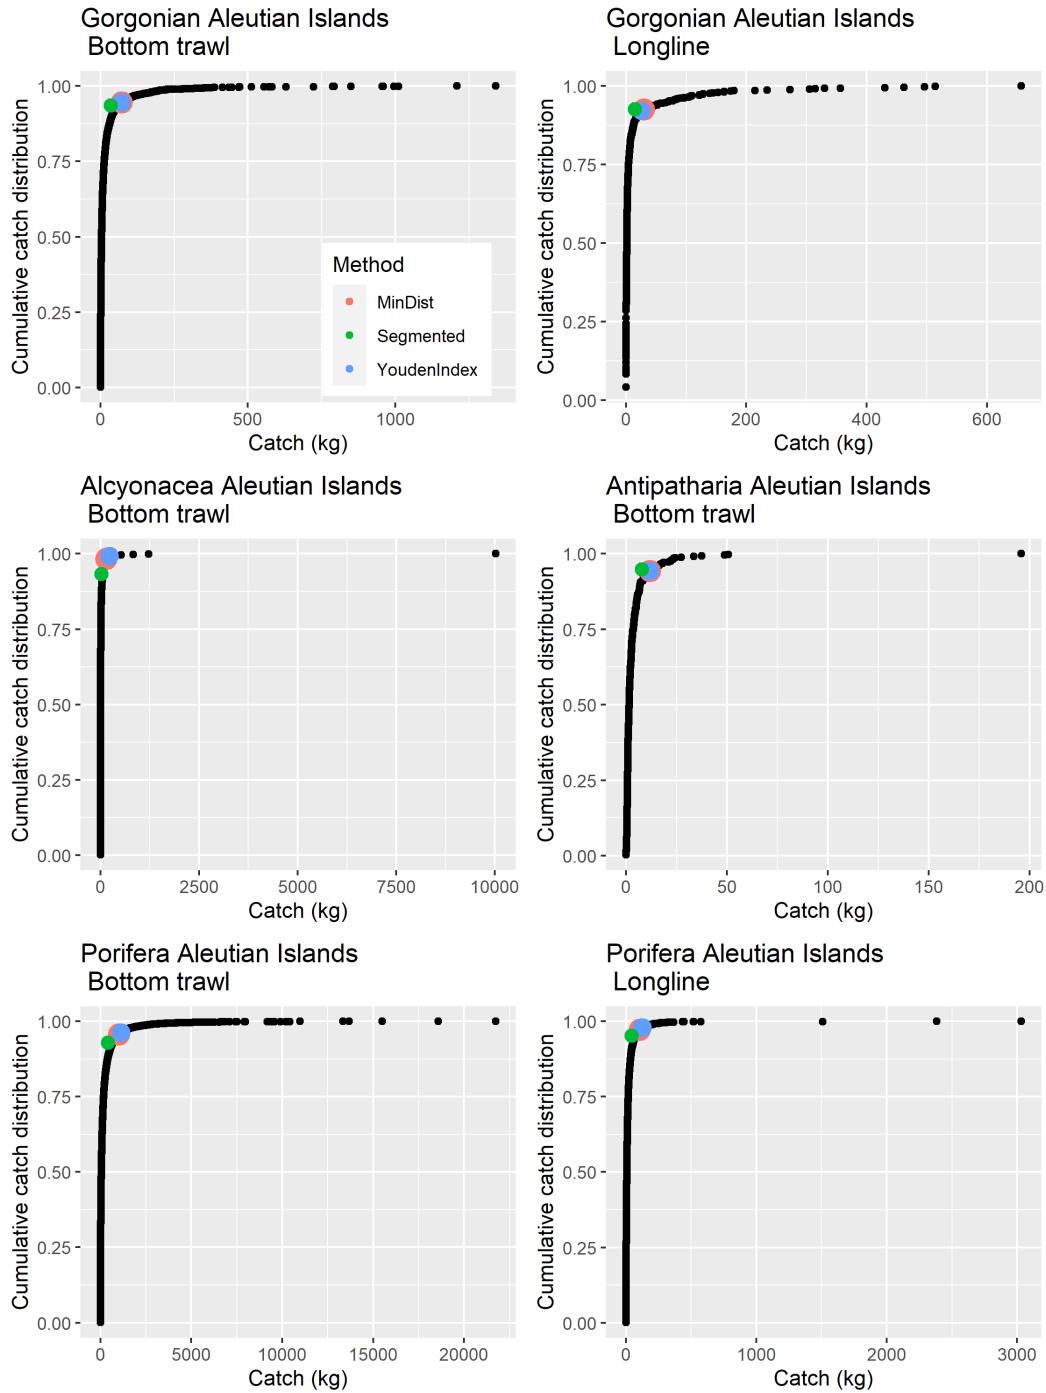 Gorgonian Aleutian Islands
Bottom trawl
Cumulative catch distribution
1.00
0.75
0.50
0.25
0.00
Method
MinDist
Segmented
YoudenIndex
0 500 1000
Catch (kg)
Gorgonian Aleutian Islands
Longline
Cumulative catch distribution
1.00
0.75
0.50
0.25
0.00
0 200 400 600
Catch (kg)
Alcyonacea Aleutian Islands
Bottom trawl
Cumulative catch distribution
1.00
0.75
0.50
0.25
0.00
0 2500 5000 7500 10000
Catch (kg)
Antipatharia Aleutian Islands
Bottom trawl
Cumulative catch distribution
1.00
0.75
0.50
0.25
0.00
0 50 100 150 200
Catch (kg)
Porifera Aleutian Islands
Bottom trawl
Cumulative catch distribution
1.00
0.75
0.50
0.25
0.00
0 5000 10000 15000 20000
Catch (kg)
Porifera Aleutian Islands
Longline
Cumulative catch distribution
1.00
0.75
0.50
0.25
0.00
0 1000 2000 3000
Catch (kg)